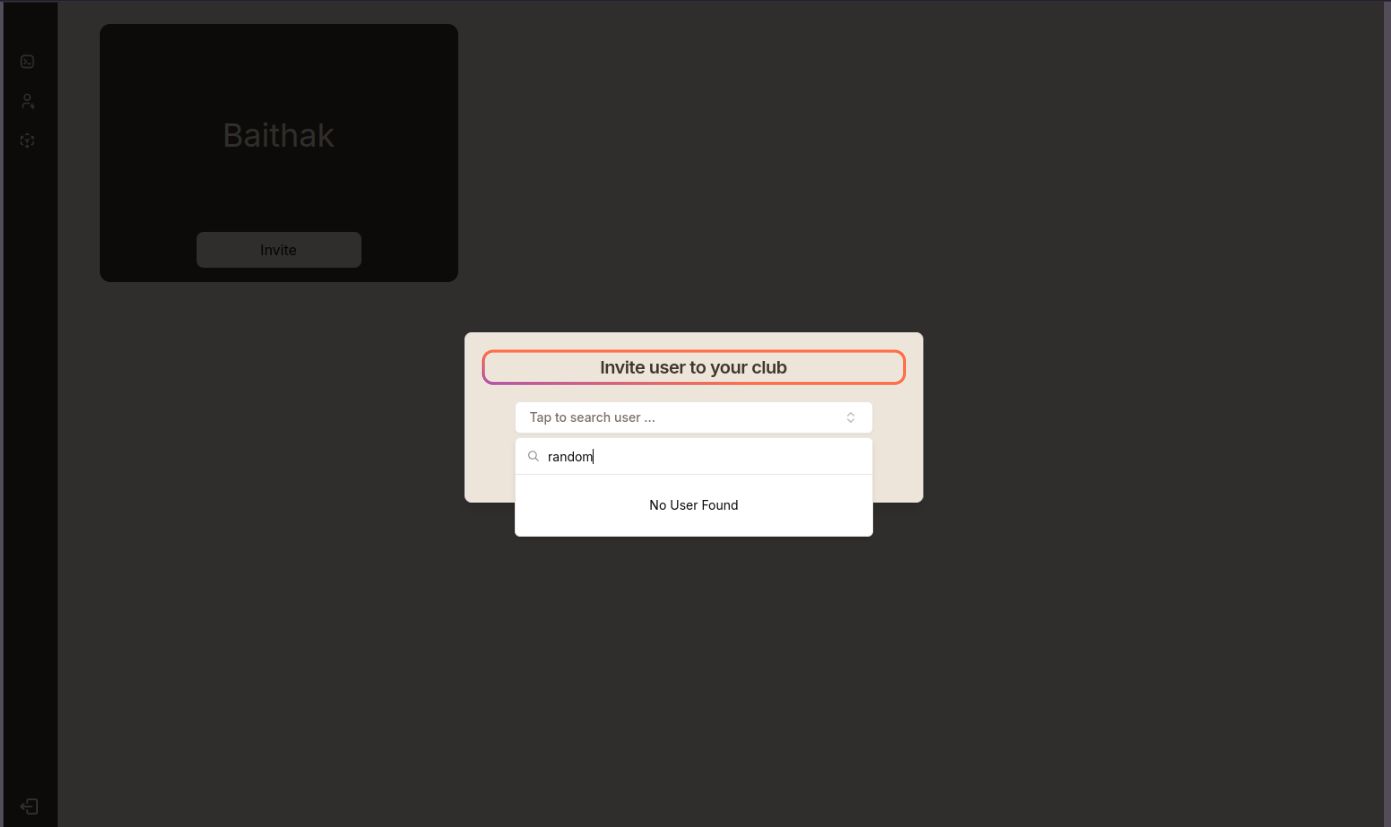 Baithak
Invite
Invite user to your club
Tap to search user ...
random
No User Found